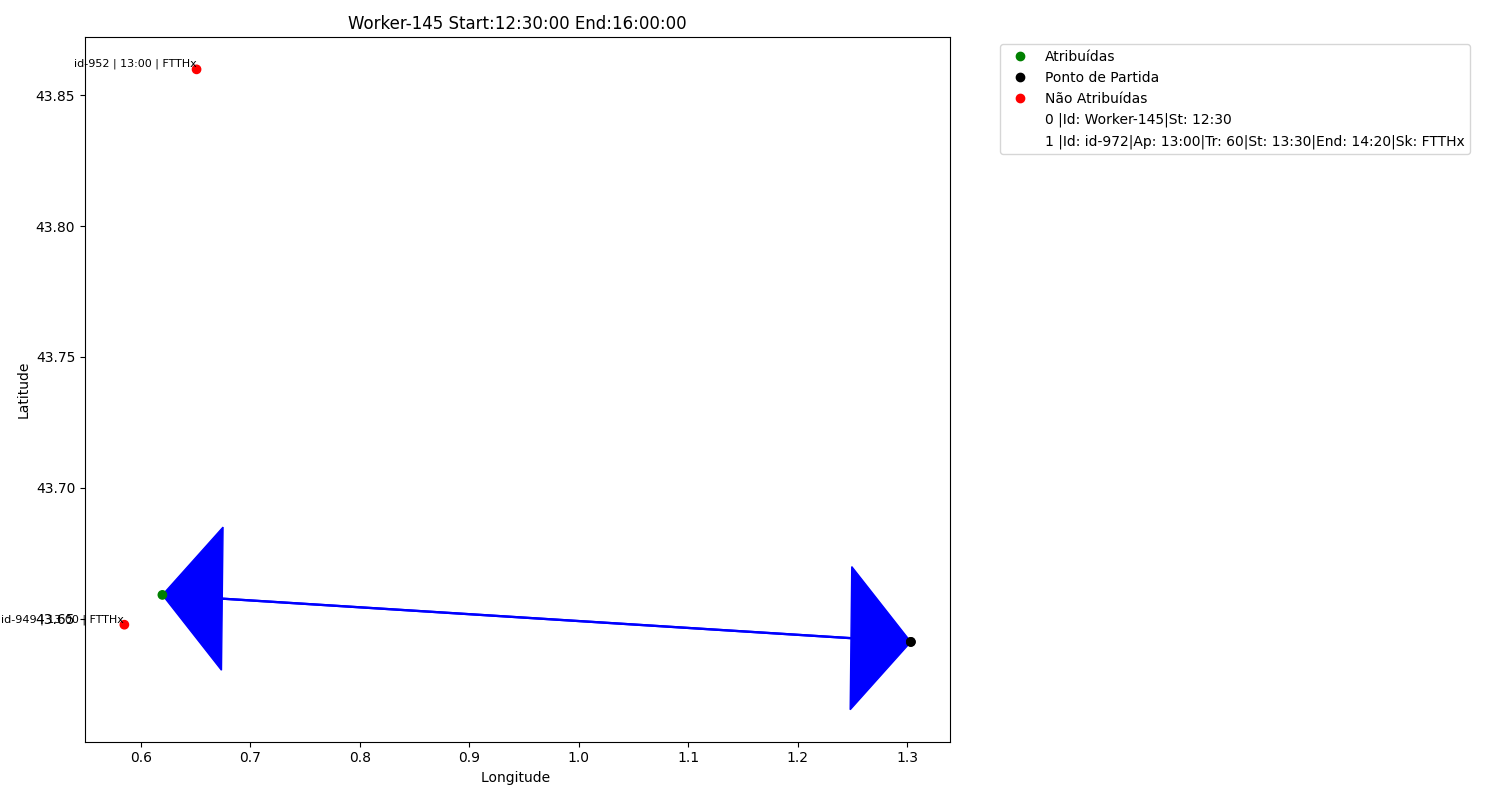 Worker-145 Start:12:30:00 End:16:00:00
id-952 | 13:00 | FTTHx
43.85
43.80
43.75
43.70
43.65
FTTHx
Latitude
0.6 0.7 0.8 0.9 1.0 1.1 1.2 1.3
Longitude
Atribuídas
Ponto de Partida
Não Atribuídas
0 |Id: Worker-145|St: 12:30
1 |Id: id-972|Ap: 13:00|Tr: 60|St: 13:30|End: 14:20|Sk: FTTHx